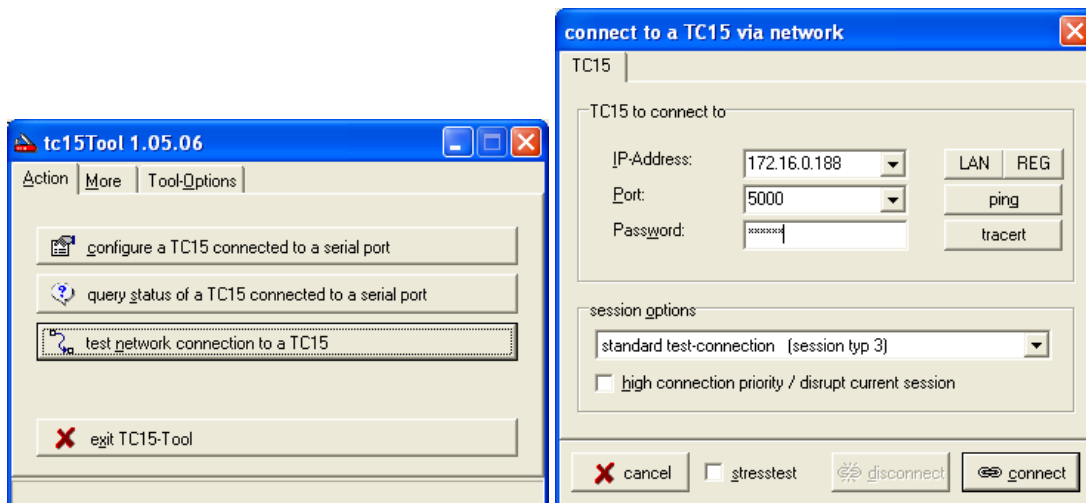 tc15Tool 1.05.06
Action More Tool-Options
configure a TC15 connected to a serial port
query status of a TC15 connected to a serial port
test network connection to a TC15
exit TC15-Tool
connect to a TC15 via network
TC15
TC15 to connect to
IP-Address: 172.16.0.188 LAN REG
Port: 5000 ping
Password: ****** tracert
session options
standard test-connection (session typ 3)
high connection priority / disrupt current session
cancel stresstest disconnect connect